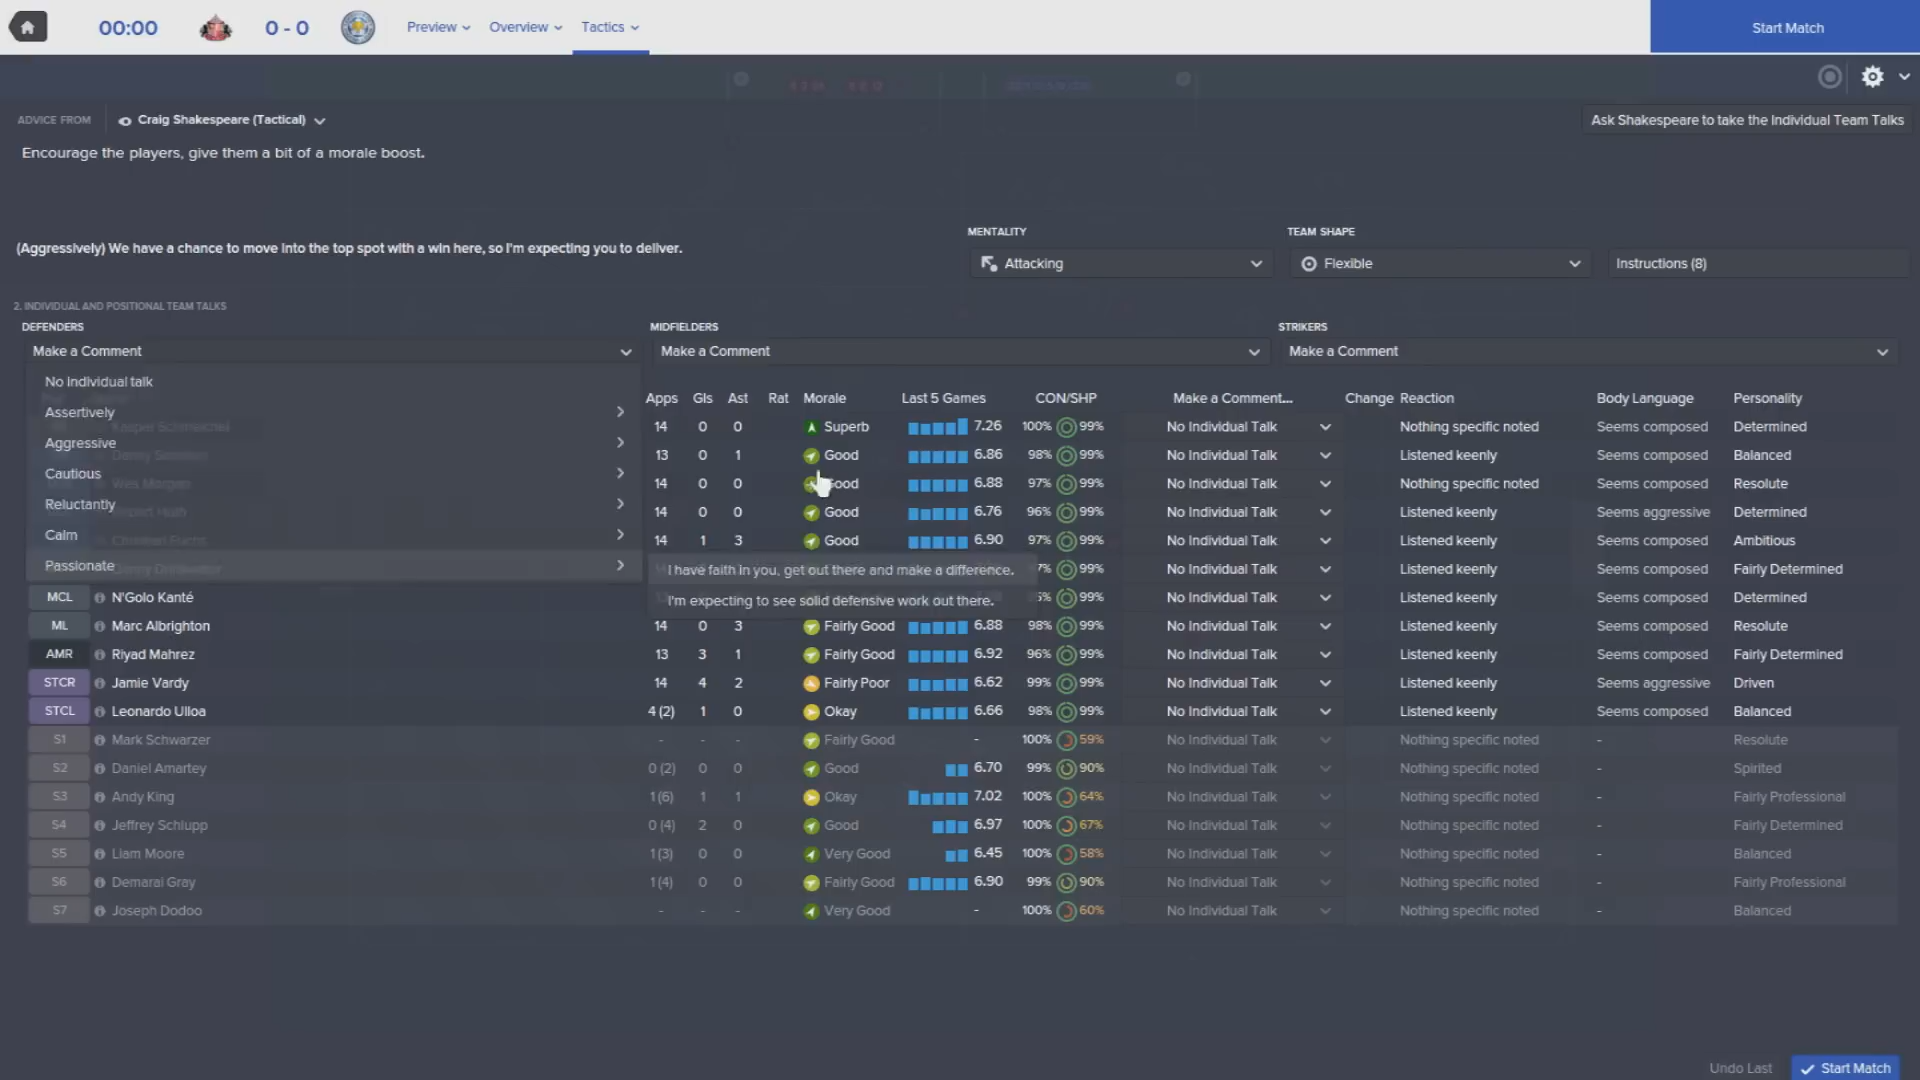 00:00 0 - 0 Preview Overview Tactics Start Match
ADVICE FROM Craig Shakespeare (Tactical) Ask Shakespeare to take the Individual Team Talks
Encourage the players, give them a bit of a morale boost.
MENTALITY TEAM SHAPE
(Aggressively) We have a chance to move into the top spot with a win here, so I'm expecting you to deliver.
Attacking Flexible Instructions (8)
2. INDIVIDUAL AND POSITIONAL TEAM TALKS
DEFENDERS MIDFIELDERS STRIKERS
Make a Comment Make a Comment Make a Comment
No individual talk
Apps Gls Ast Rat Morale Last 5 Games CON/SHP Make a Comment... Change Reaction Body Language Personality
Assertively
Kasper Schmeichel 14 0 0 Superb 7.26 100% 99% No Individual Talk Nothing specific noted Seems composed Determined
Aggressive
Danny Simpson 13 0 1 Good 6.86 98% 99% No Individual Talk Listened keenly Seems composed Balanced
Cautious
Wes Morgan 14 0 0 Good 6.88 97% 99% No Individual Talk Nothing specific noted Seems composed Resolute
Reluctantly
Robert Huth 14 0 0 Good 6.76 96% 99% No Individual Talk Listened keenly Seems aggressive Determined
Calm
Christian Fuchs 14 1 3 Good 6.90 97% 99% No Individual Talk Listened keenly Seems composed Ambitious
Passionate
Danny Drinkwater I have faith in you, get out there and make a difference. 7% 99% No Individual Talk Listened keenly Seems composed Fairly Determined
MCL N'Golo Kanté I'm expecting to see solid defensive work out there. 5% 99% No Individual Talk Listened keenly Seems composed Determined
ML Marc Albrighton 14 0 3 Fairly Good 6.88 98% 99% No Individual Talk Listened keenly Seems composed Resolute
AMR Riyad Mahrez 13 3 1 Fairly Good 6.92 96% 99% No Individual Talk Listened keenly Seems composed Fairly Determined
STCR Jamie Vardy 14 4 2 Fairly Poor 6.62 99% 99% No Individual Talk Listened keenly Seems aggressive Driven
STCL Leonardo Ulloa 4 (2) 1 0 Okay 6.66 98% 99% No Individual Talk Listened keenly Seems composed Balanced
S1 Mark Schwarzer - - - Fairly Good - 100% 59% No Individual Talk Nothing specific noted - Resolute
S2 Daniel Amartey 0 (2) 0 0 Good 6.70 99% 90% No Individual Talk Nothing specific noted - Spirited
S3 Andy King 1 (6) 1 1 Okay 7.02 100% 64% No Individual Talk Nothing specific noted - Fairly Professional
S4 Jeffrey Schlupp 0 (4) 2 0 Good 6.97 100% 67% No Individual Talk Nothing specific noted - Fairly Determined
S5 Liam Moore 1 (3) 0 0 Very Good 6.45 100% 58% No Individual Talk Nothing specific noted - Balanced
S6 Demarai Gray 1 (4) 0 0 Fairly Good 6.90 99% 90% No Individual Talk Nothing specific noted - Fairly Professional
S7 Joseph Dodoo - - - Very Good - 100% 60% No Individual Talk Nothing specific noted - Balanced
Undo Last Start Match